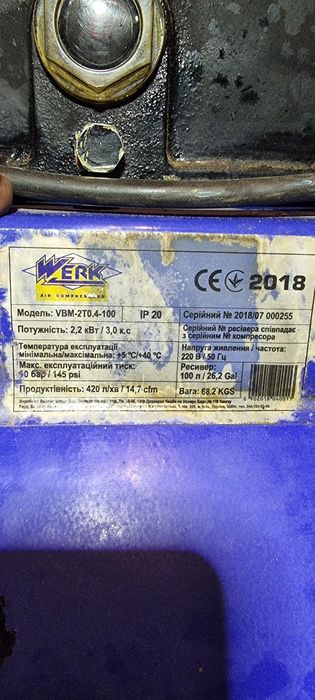 WERK
AIR COMPRESSORS
CE 2018
Модель: VBM-2T0.4-100 IP 20
Серійний № 2018/07 000255
Потужність: 2,2 кВт / 3,0 к.с
Серійний № ресівера співпадає
з серійним № компресора
Температура експлуатації
мінімальна/максимальна: +5°C/+40 °C
Напруга живлення / частота:
220 В / 50 Гц
Макс. експлуатаційний тиск:
10 бар/ 145 psi
Ресивер:
100 л / 26,2 Gal
Продуктивність: 420 л/хв / 14,7 cfm
Вага: 68.2 KGS